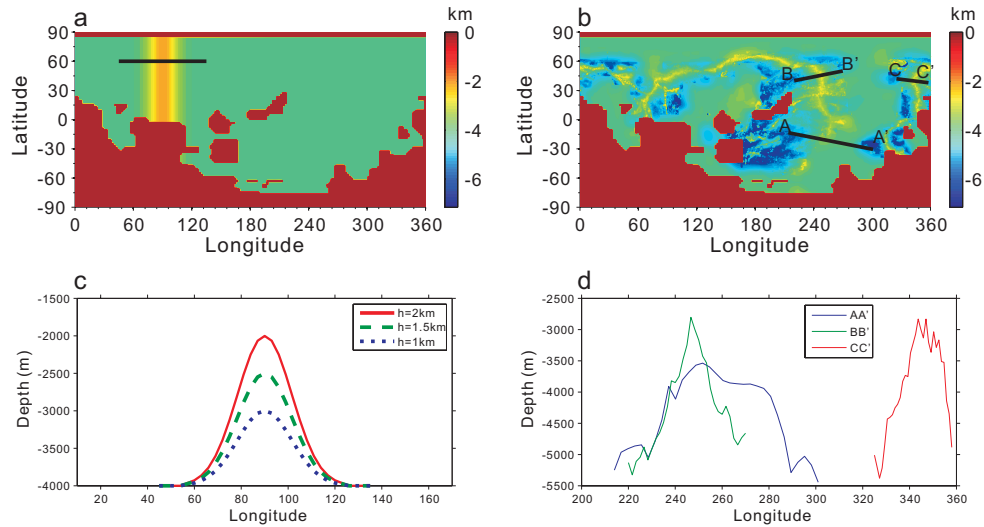 a
km
90
60
30
0
-30
-60
-90
Latitude
0
60
120
180
240
300
360
Longitude
0
-2
-4
-6
b
km
90
60
30
0
-30
-60
-90
Latitude
B
B'
C
C'
A
A'
0
60
120
180
240
300
360
Longitude
0
-2
-4
-6
c
-1500
-2000
-2500
-3000
-3500
-4000
Depth (m)
h=2km
h=1.5km
h=1km
20
40
60
80
100
120
140
160
Longitude
d
-2500
-3000
-3500
-4000
-4500
-5000
-5500
Depth (m)
AA'
BB'
CC'
200
220
240
260
280
300
320
340
360
Longitude